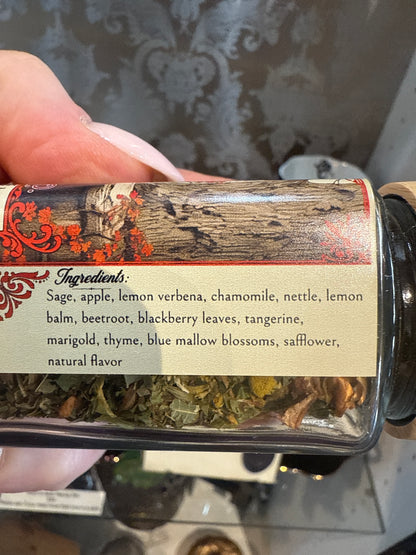 Ingredients:
Sage, apple, lemon verbena, chamomile, nettle, lemon
balm, beetroot, blackberry leaves, tangerine,
marigold, thyme, blue mallow blossoms, safflower,
natural flavor